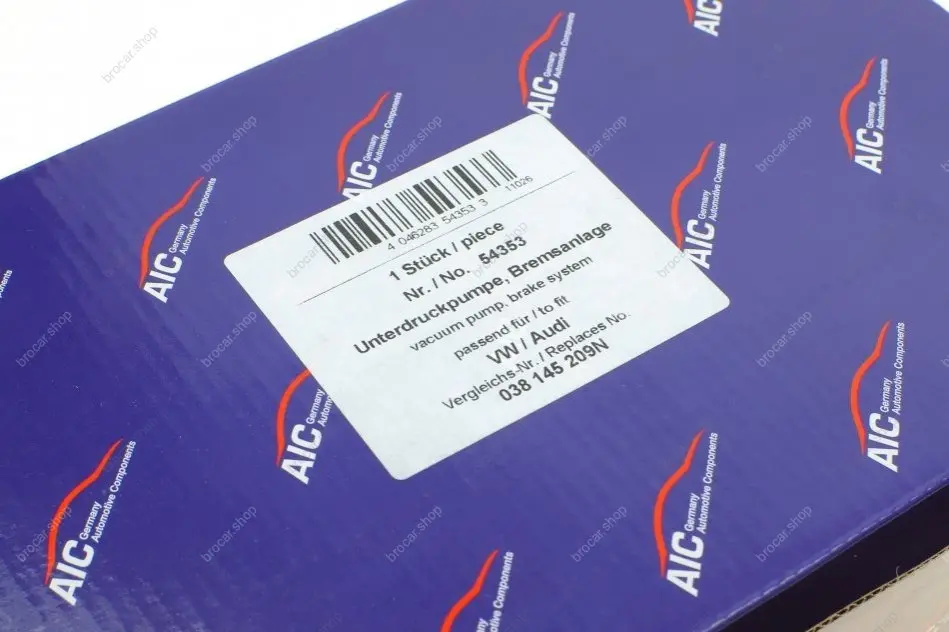 4 046283 54353 3
11026
1 Stück / piece
Nr. / No. 54353
Unterdruckpumpe, Bremsanlage
vacuum pump, brake system
passend für / to fit
VW / Audi
Vergleichs-Nr. / Replaces No.
038 145 209N
AIC Germany
Automotive Components
brocar.shop